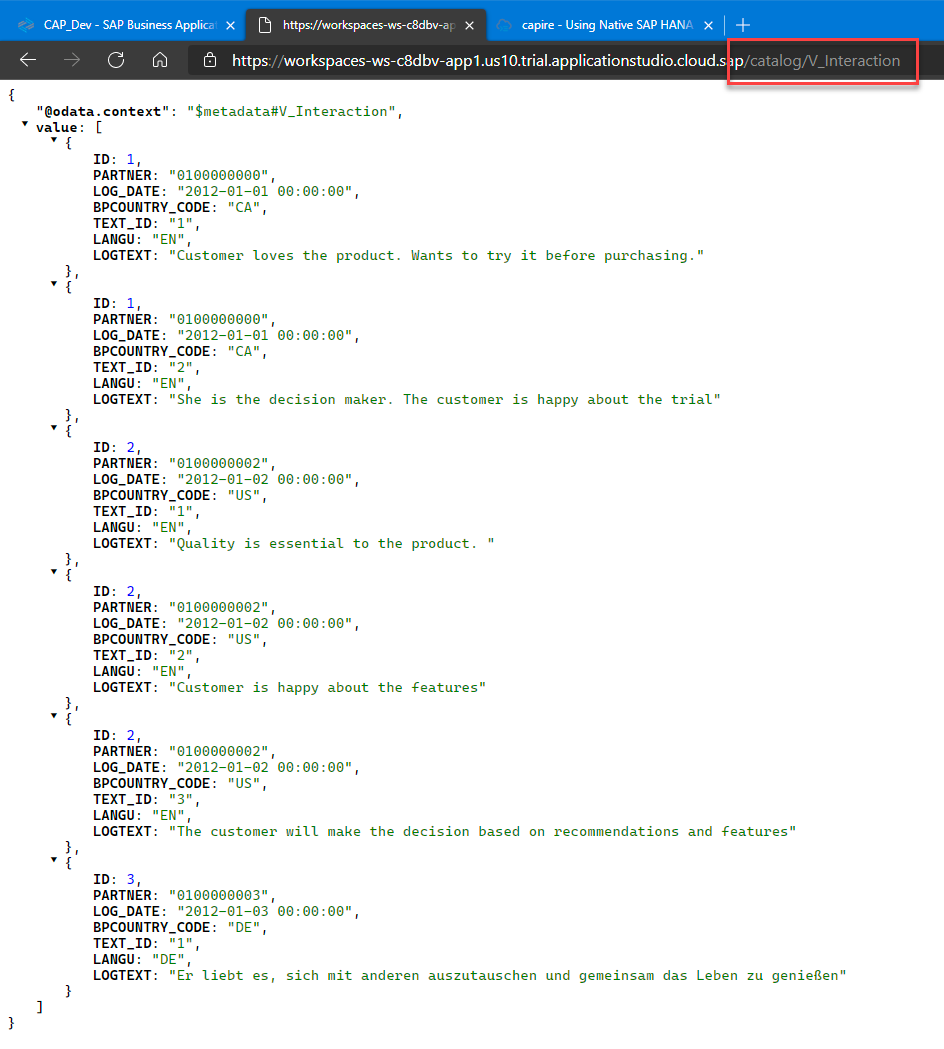 CAP_Dev - SAP Business Applica
https://workspaces-ws-c8dbv-ap
capire - Using Native SAP HANA
https://workspaces-ws-c8dbv-app1.us10.trial.applicationstudio.cloud.sap/catalog/V_Interaction
{
"@odata.context": "$metadata#V_Interaction",
value: [
{
ID: 1,
PARTNER: "0100000000",
LOG_DATE: "2012-01-01 00:00:00",
BPCOUNTRY_CODE: "CA",
TEXT_ID: "1",
LANGU: "EN",
LOGTEXT: "Customer loves the product. Wants to try it before purchasing."
},
{
ID: 1,
PARTNER: "0100000000",
LOG_DATE: "2012-01-01 00:00:00",
BPCOUNTRY_CODE: "CA",
TEXT_ID: "2",
LANGU: "EN",
LOGTEXT: "She is the decision maker. The customer is happy about the trial"
},
{
ID: 2,
PARTNER: "0100000002",
LOG_DATE: "2012-01-02 00:00:00",
BPCOUNTRY_CODE: "US",
TEXT_ID: "1",
LANGU: "EN",
LOGTEXT: "Quality is essential to the product. "
},
{
ID: 2,
PARTNER: "0100000002",
LOG_DATE: "2012-01-02 00:00:00",
BPCOUNTRY_CODE: "US",
TEXT_ID: "2",
LANGU: "EN",
LOGTEXT: "Customer is happy about the features"
},
{
ID: 2,
PARTNER: "0100000002",
LOG_DATE: "2012-01-02 00:00:00",
BPCOUNTRY_CODE: "US",
TEXT_ID: "3",
LANGU: "EN",
LOGTEXT: "The customer will make the decision based on recommendations and features"
},
{
ID: 3,
PARTNER: "0100000003",
LOG_DATE: "2012-01-03 00:00:00",
BPCOUNTRY_CODE: "DE",
TEXT_ID: "1",
LANGU: "DE",
LOGTEXT: "Er liebt es, sich mit anderen auszutauschen und gemeinsam das Leben zu genießen"
}
]
}